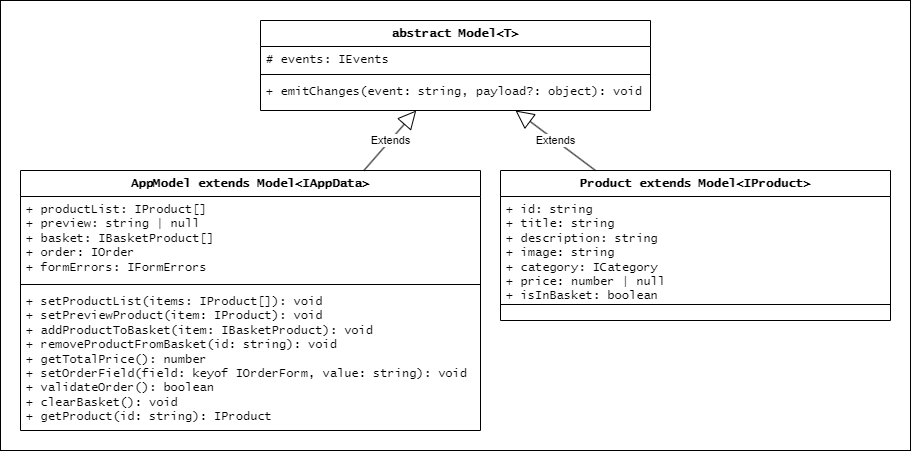 abstract Model<T>
# events: IEvents
+ emitChanges(event: string, payload?: object): void
Extends
Extends
AppModel extends Model<IAppData>
+ productList: IProduct[]
+ preview: string | null
+ basket: IBasketProduct[]
+ order: IOrder
+ formErrors: IFormErrors
+ setProductList(items: IProduct[]): void
+ setPreviewProduct(item: IProduct): void
+ addProductToBasket(item: IBasketProduct): void
+ removeProductFromBasket(id: string): void
+ getTotalPrice(): number
+ setOrderField(field: keyof IOrderForm, value: string): void
+ validateOrder(): boolean
+ clearBasket(): void
+ getProduct(id: string): IProduct
Product extends Model<IProduct>
+ id: string
+ title: string
+ description: string
+ image: string
+ category: ICategory
+ price: number | null
+ isInBasket: boolean